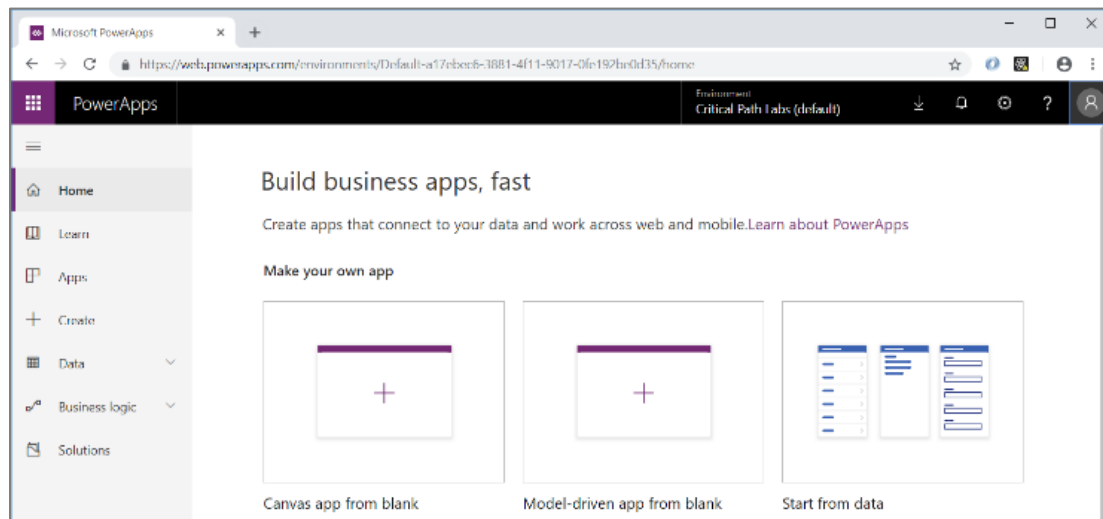 Microsoft PowerApps
https://web.powerapps.com/environments/Default-a17ebec6-3881-4f11-9017-0fe192be0d35/home
PowerApps
Environment
Critical Path Labs (default)
?
Home
Learn
Apps
Create
Data
Business logic
Solutions
Build business apps, fast
Create apps that connect to your data and work across web and mobile.Learn about PowerApps
Make your own app
Canvas app from blank
Model-driven app from blank
Start from data